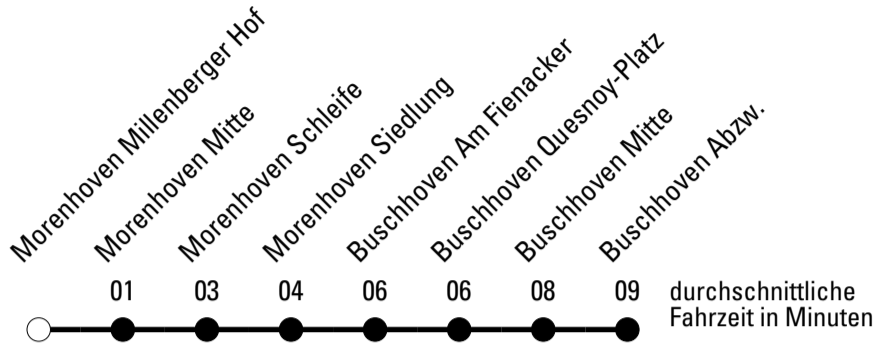 Morenhoven Millenberger Hof
Morenhoven Mitte
Morenhoven Schleife
Morenhoven Siedlung
Buschhoven Am Fienacker
Buschhoven Quesnoy-Platz
Buschhoven Mitte
Buschhoven Abzw.
01 03 04 06 06 08 09
durchschnittliche
Fahrzeit in Minuten